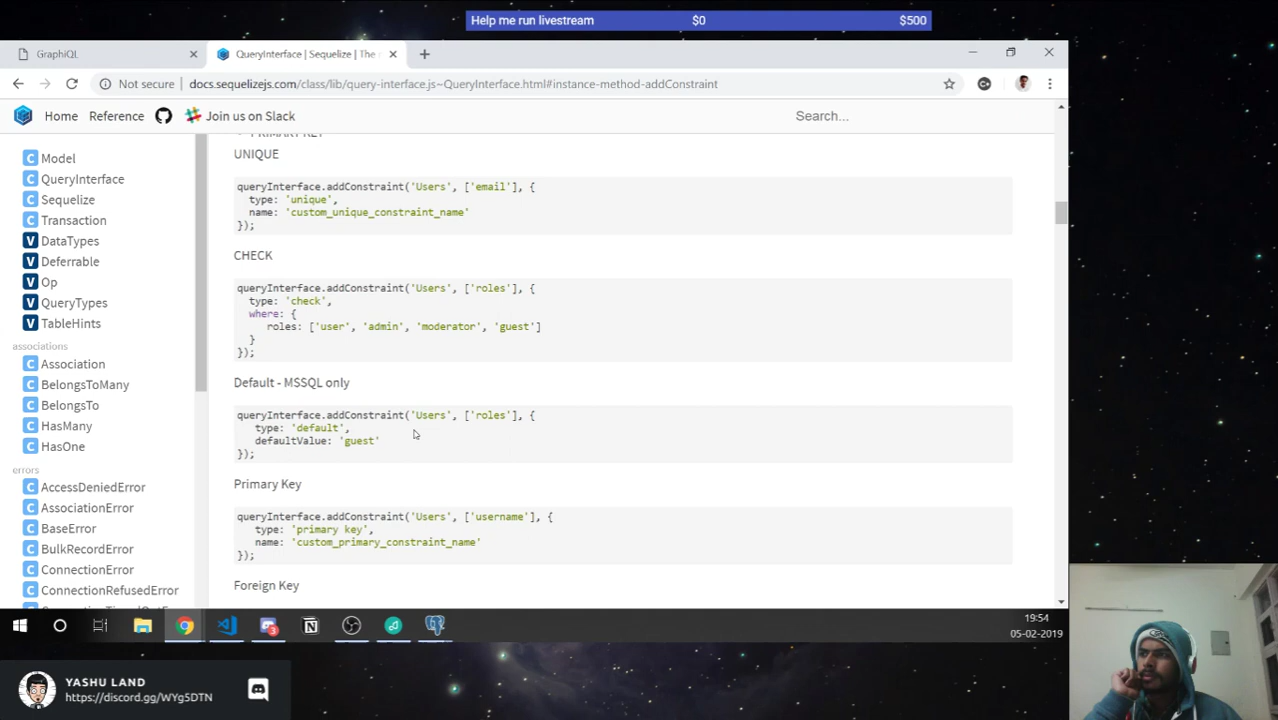 Help me run livestream $0 $500
GraphiQL
QueryInterface | Sequelize | The
Not secure docs.sequelizejs.com/class/lib/query-interface.js~QueryInterface.html#instance-method-addConstraint
Home Reference Join us on Slack Search...
C Model
C QueryInterface
C Sequelize
C Transaction
V DataTypes
V Deferrable
V Op
V QueryTypes
V TableHints
associations
C Association
C BelongsToMany
C BelongsTo
C HasMany
C HasOne
errors
C AccessDeniedError
C AssociationError
C BaseError
C BulkRecordError
C ConnectionError
C ConnectionRefusedError
PRIMARY KEY
UNIQUE
queryInterface.addConstraint('Users', ['email'], {
type: 'unique',
name: 'custom_unique_constraint_name'
});
CHECK
queryInterface.addConstraint('Users', ['roles'], {
type: 'check',
where: {
roles: ['user', 'admin', 'moderator', 'guest']
}
});
Default - MSSQL only
queryInterface.addConstraint('Users', ['roles'], {
type: 'default',
defaultValue: 'guest'
});
Primary Key
queryInterface.addConstraint('Users', ['username'], {
type: 'primary key',
name: 'custom_primary_constraint_name'
});
Foreign Key
3
19:54
05-02-2019
YASHU LAND
https://discord.gg/WYg5DTN